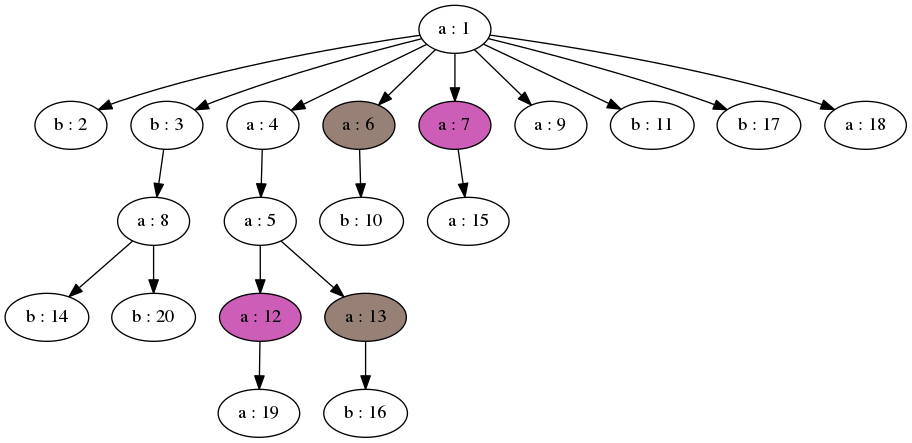 a : 1
b : 2
b : 3
a : 4
a : 6
a : 7
a : 9
b : 11
b : 17
a : 18
a : 8
a : 5
b : 10
a : 15
b : 14
b : 20
a : 12
a : 13
a : 19
b : 16